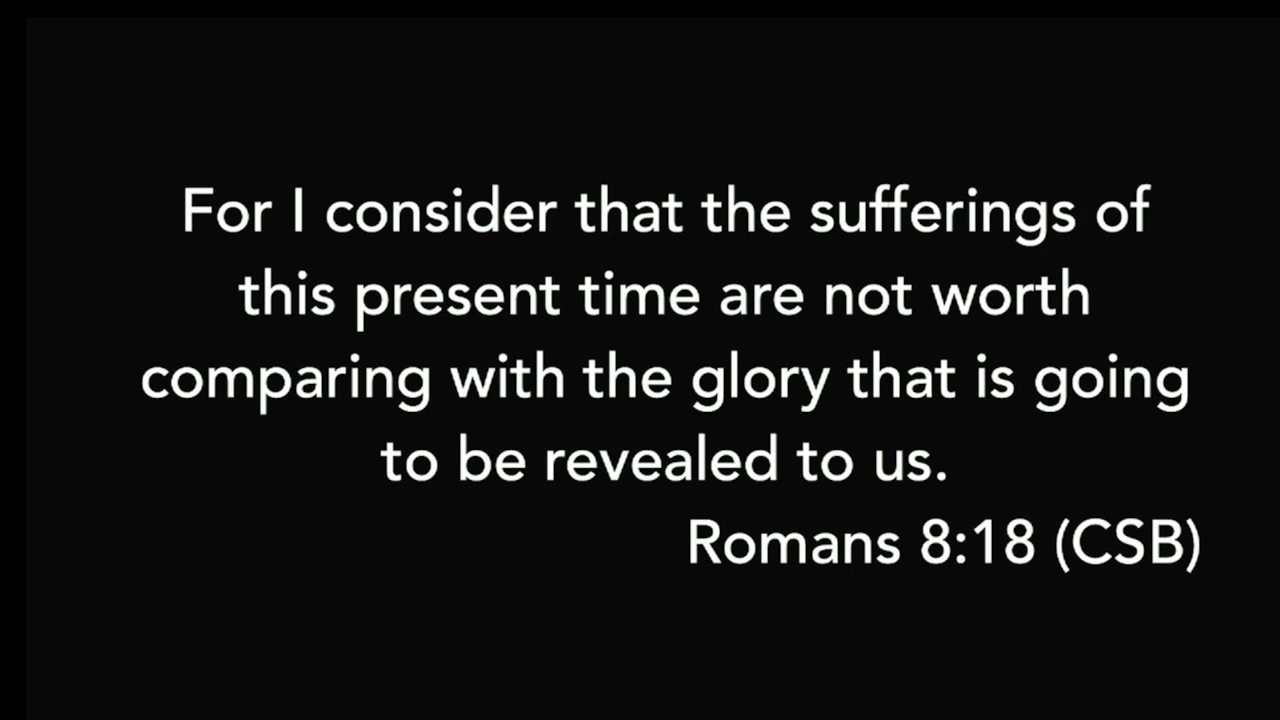 For I consider that the sufferings of
this present time are not worth
comparing with the glory that is going
to be revealed to us.
Romans 8:18 (CSB)